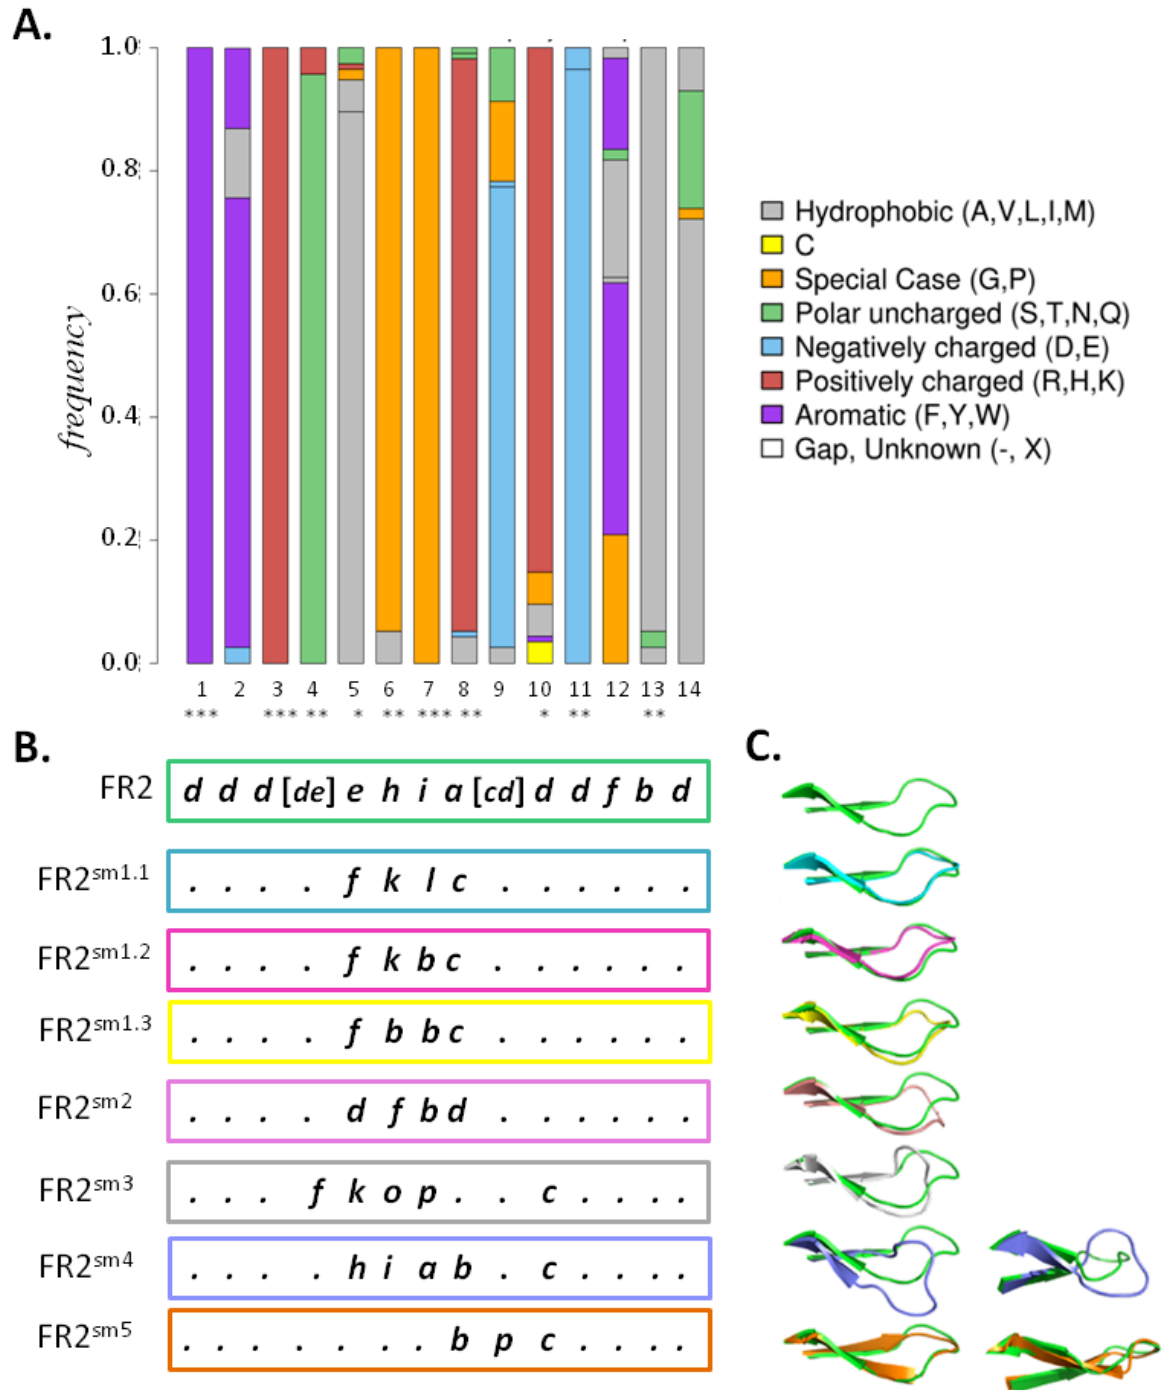 A.
1.0
0.8
0.6
0.4
0.2
0.0
frequency
1 2 3 4 5 6 7 8 9 10 11 12 13 14
*** *** ** * ** *** ** * ** **
Hydrophobic (A,V,L,I,M)
C
Special Case (G,P)
Polar uncharged (S,T,N,Q)
Negatively charged (D,E)
Positively charged (R,H,K)
Aromatic (F,Y,W)
Gap, Unknown (-, X)
B.
FR2 d d d [de] e h i a [cd] d d f b d
FR2sm1.1 . . . . f k l c . . . . . .
FR2sm1.2 . . . . f k b c . . . . . .
FR2sm1.3 . . . . f b b c . . . . . .
FR2sm2 . . . . d f b d . . . . . .
FR2sm3 . . . f k o p . . c . . . .
FR2sm4 . . . . h i a b . c . . . .
FR2sm5 . . . . . . . b p c . . . .
C.